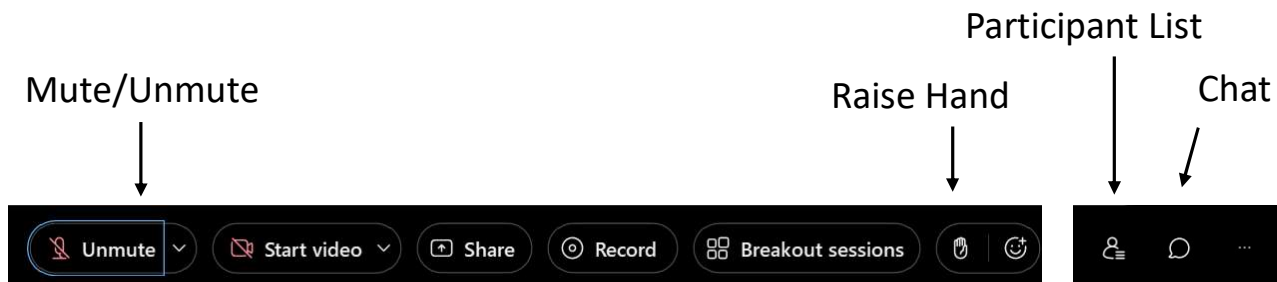 Participant List
Mute/Unmute
Raise Hand
Chat
Unmute
Start video
Share
Record
Breakout sessions